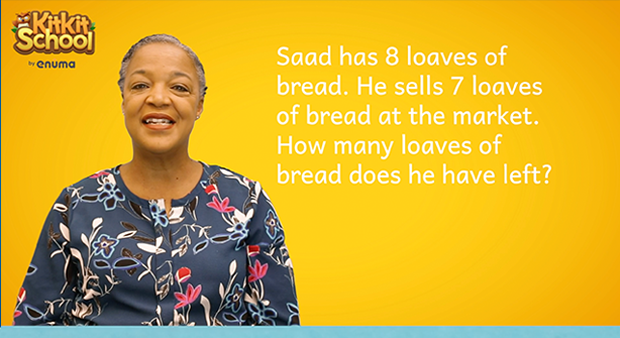 KitKit
School
by enuma
Saad has 8 loaves of
bread. He sells 7 loaves
of bread at the market.
How many loaves of
bread does he have left?